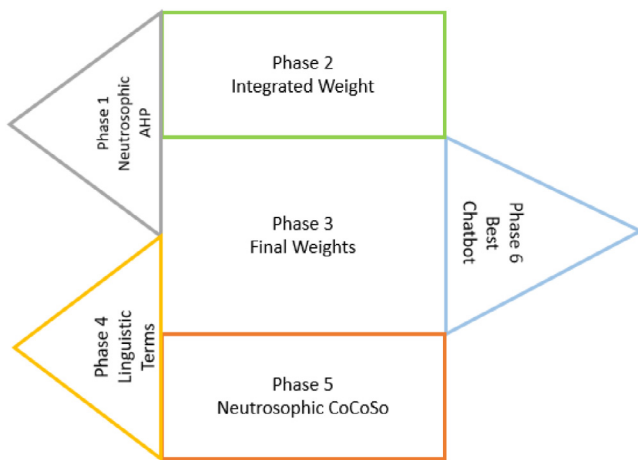 Phase 1
Neutrosophic
AHP
Phase 2
Integrated Weight
Phase 3
Final Weights
Phase 4
Linguistic
Terms
Phase 5
Neutrosophic CoCoSo
Phase 6
Best
Chatbot